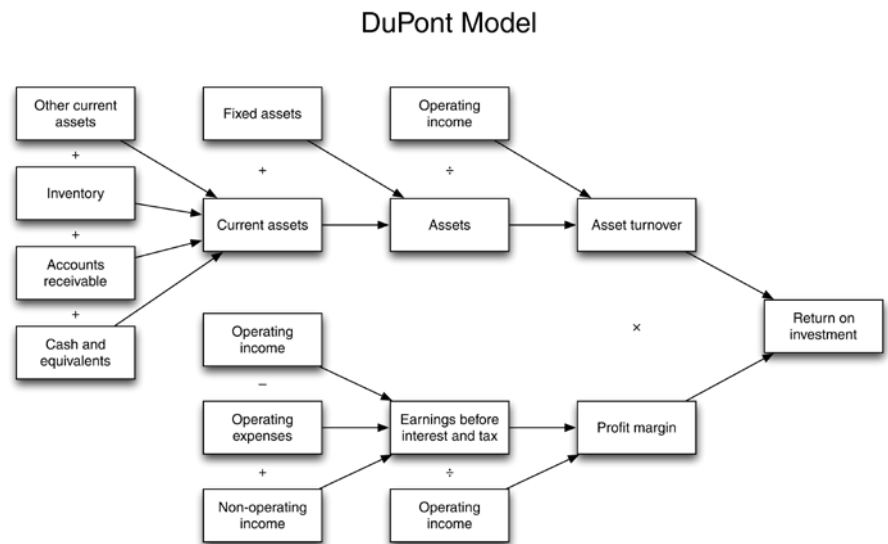 DuPont Model
Other current
assets
Fixed assets
Operating
income
+
+
÷
Inventory
+
Current assets
Assets
Asset turnover
Accounts
receivable
+
Cash and
equivalents
Operating
income
×
Return on
investment
–
Operating
expenses
Earnings before
interest and tax
Profit margin
+
÷
Non-operating
income
Operating
income